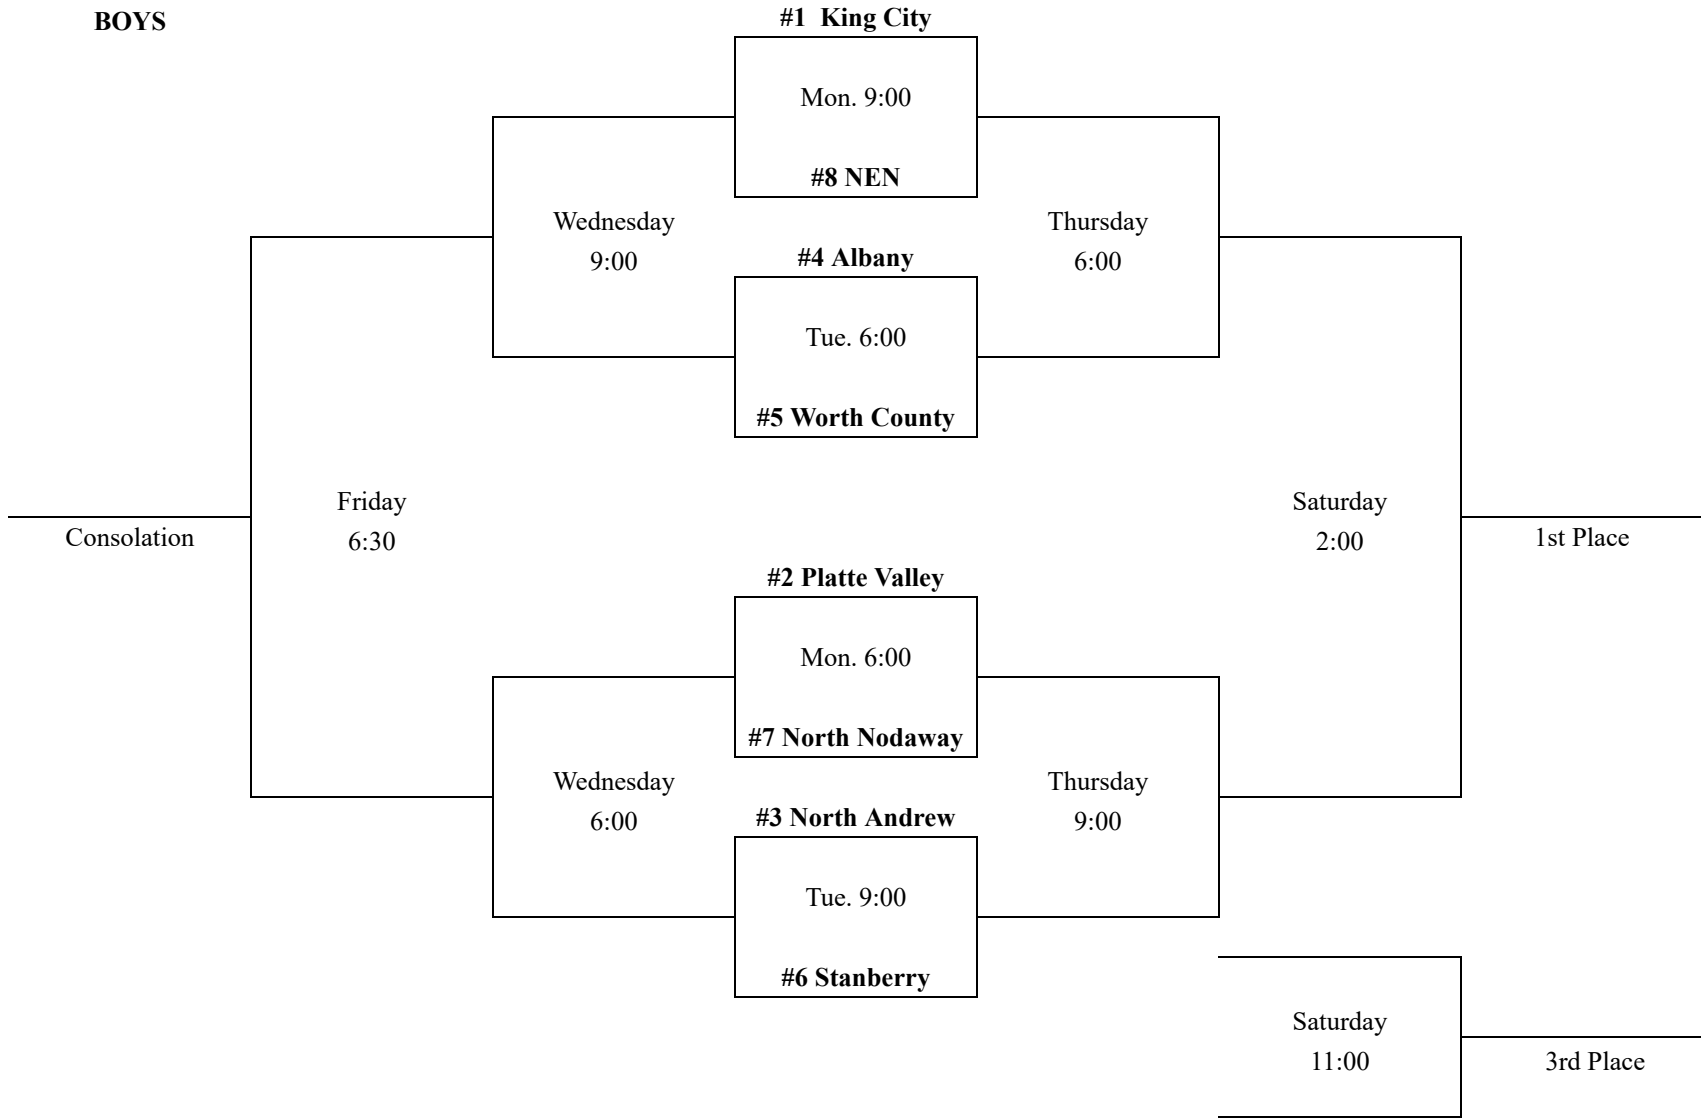 BOYS
#1 King City
Mon. 9:00
#8 NEN
Wednesday
9:00
Thursday
6:00
#4 Albany
Tue. 6:00
#5 Worth County
Friday
6:30
Consolation
Saturday
2:00
1st Place
#2 Platte Valley
Mon. 6:00
#7 North Nodaway
Wednesday
6:00
Thursday
9:00
#3 North Andrew
Tue. 9:00
#6 Stanberry
Saturday
11:00
3rd Place